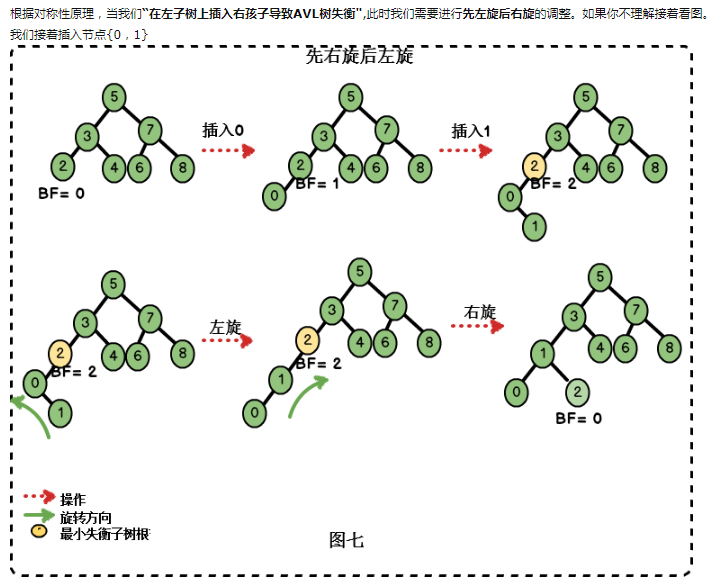 根据对称性原理，当我们“在左子树上插入右孩子导致AVL树失衡",此时我们需要进行先左旋后右旋的调整。如果你不理解接着看图。
我们接着插入节点{0，1}
先右旋后左旋
5
3 7
2 4 6 8
BF= 0
插入0
5
3 7
2 4 6 8
BF= 1
0
插入1
5
3 7
2 4 6 8
BF= 2
0
1
5
3 7
2 4 6 8
BF= 2
0
1
左旋
5
3 7
2 4 6 8
BF= 2
1
0
右旋
5
3 7
1 4 6 8
0 2
BF= 0
操作
旋转方向
最小失衡子树根
图七